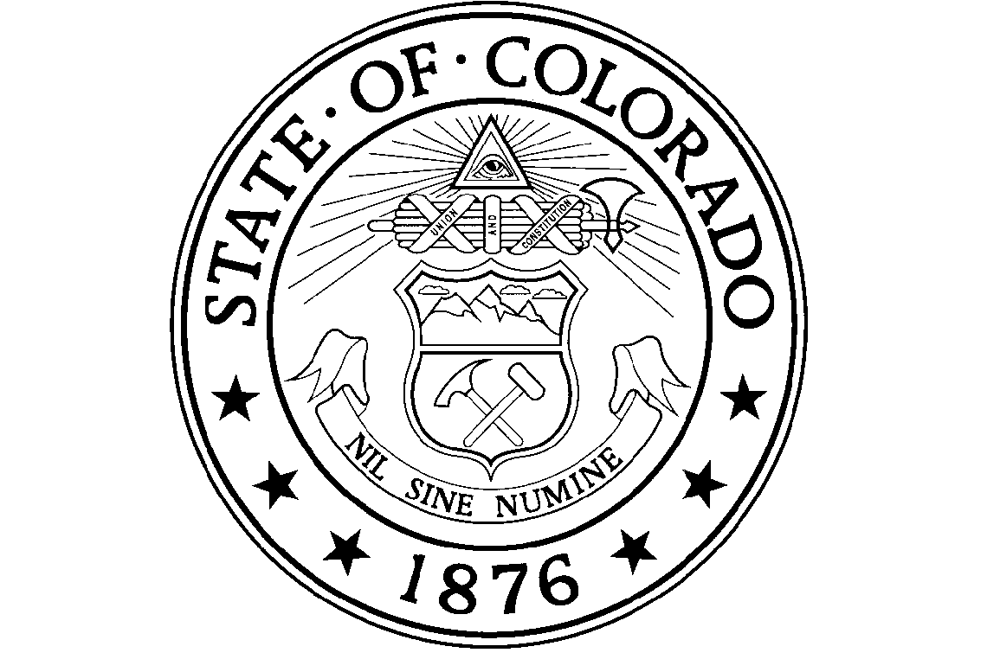 STATE · OF · COLORADO
UNION
AND
CONSTITUTION
NIL SINE NUMINE
1876